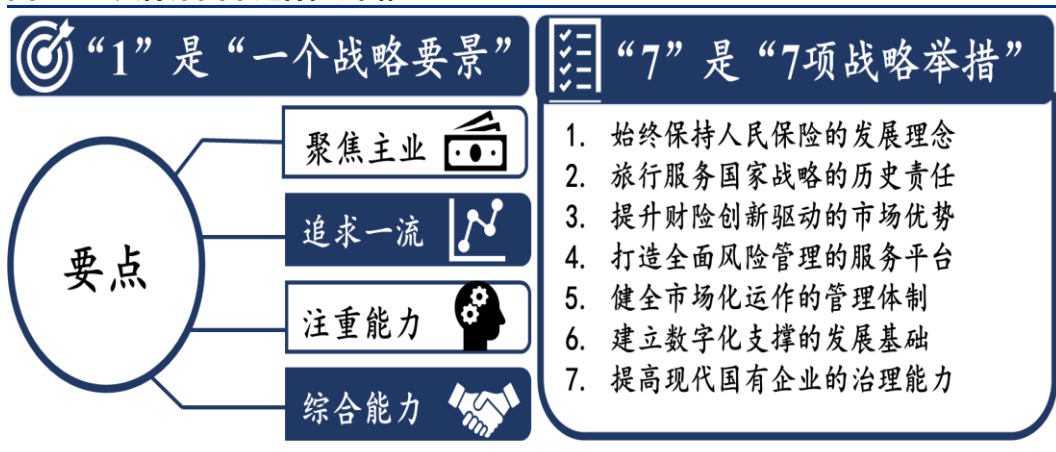 “1”是“一个战略要景”
要点
聚焦主业
追求一流
注重能力
综合能力
“7”是“7项战略举措”
1. 始终保持人民保险的发展理念
2. 旅行服务国家战略的历史责任
3. 提升财险创新驱动的市场优势
4. 打造全面风险管理的服务平台
5. 健全市场化运作的管理体制
6. 建立数字化支撑的发展基础
7. 提高现代国有企业的治理能力